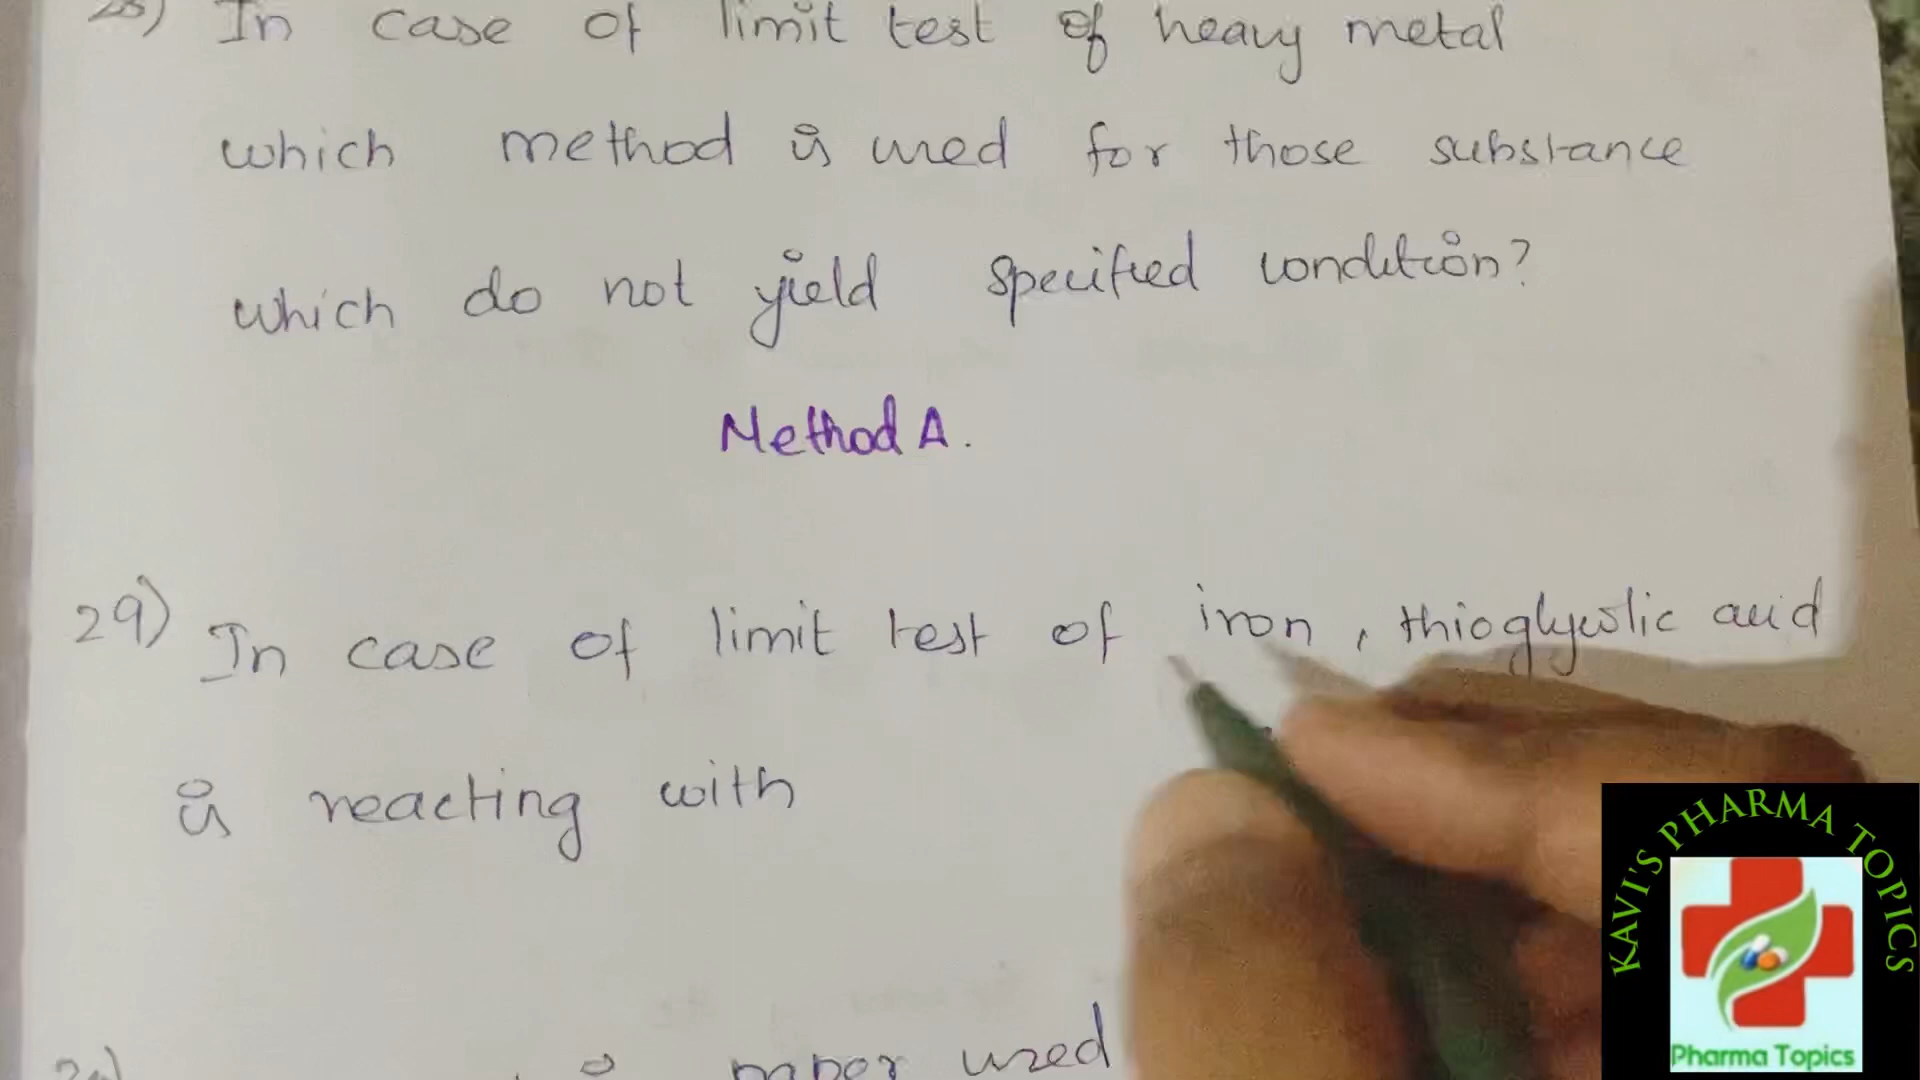 28) In case of limit test of heavy metal
which method is used for those substance
which do not yield specified condition?
Method A.
29) In case of limit test of iron, thioglycolic acid
is reacting with
paper used
KAVI'S PHARMA TOPICS
Pharma Topics